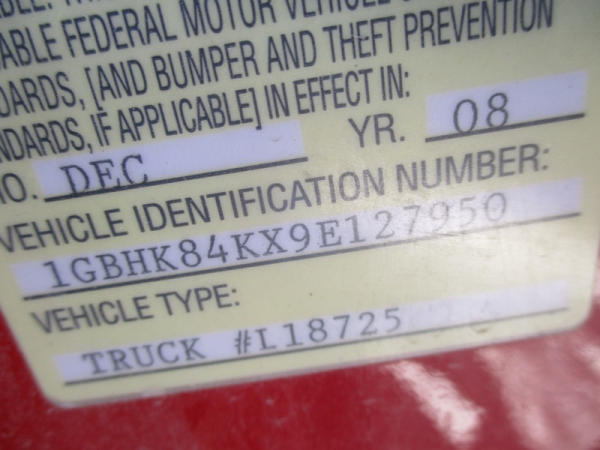 ABLE FEDERAL MOTOR VEHICLE
DARDS, [AND BUMPER AND THEFT PREVENTION
NDARDS, IF APPLICABLE] IN EFFECT IN:
O. DEC YR. 08
VEHICLE IDENTIFICATION NUMBER:
1GBHK84KX9E127950
VEHICLE TYPE:
TRUCK #L18725